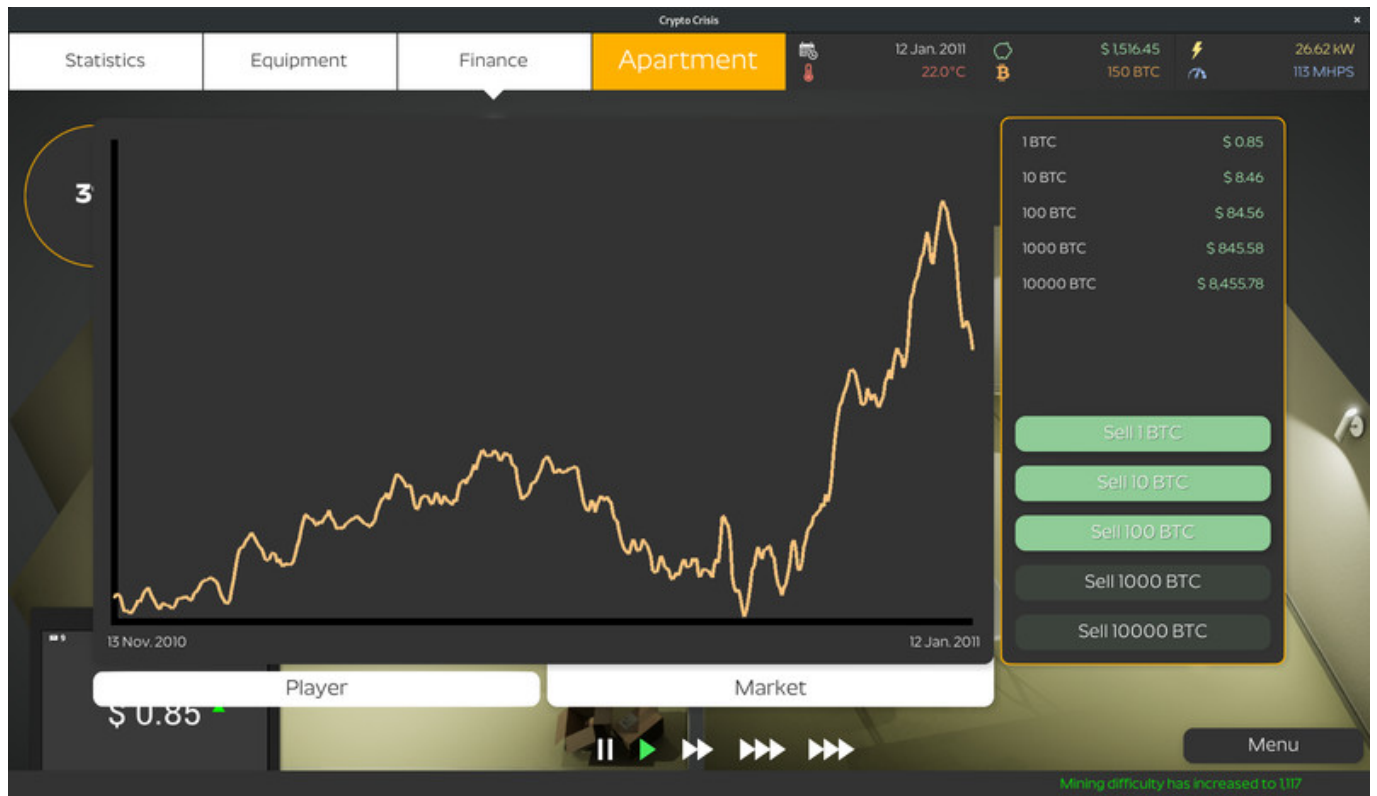 Crypto Crisis
Statistics
Equipment
Finance
Apartment
12 Jan. 2011
$ 1,516.45
26.62 kW
22.0°C
150 BTC
113 MHPS
3
1 BTC
$ 0.85
10 BTC
$ 8.46
100 BTC
$ 84.56
1000 BTC
$ 845.58
10000 BTC
$ 8,455.78
Sell 1 BTC
Sell 10 BTC
Sell 100 BTC
Sell 1000 BTC
Sell 10000 BTC
9
13 Nov. 2010
12 Jan. 2011
Player
Market
$ 0.85
Menu
Mining difficulty has increased to 1,117